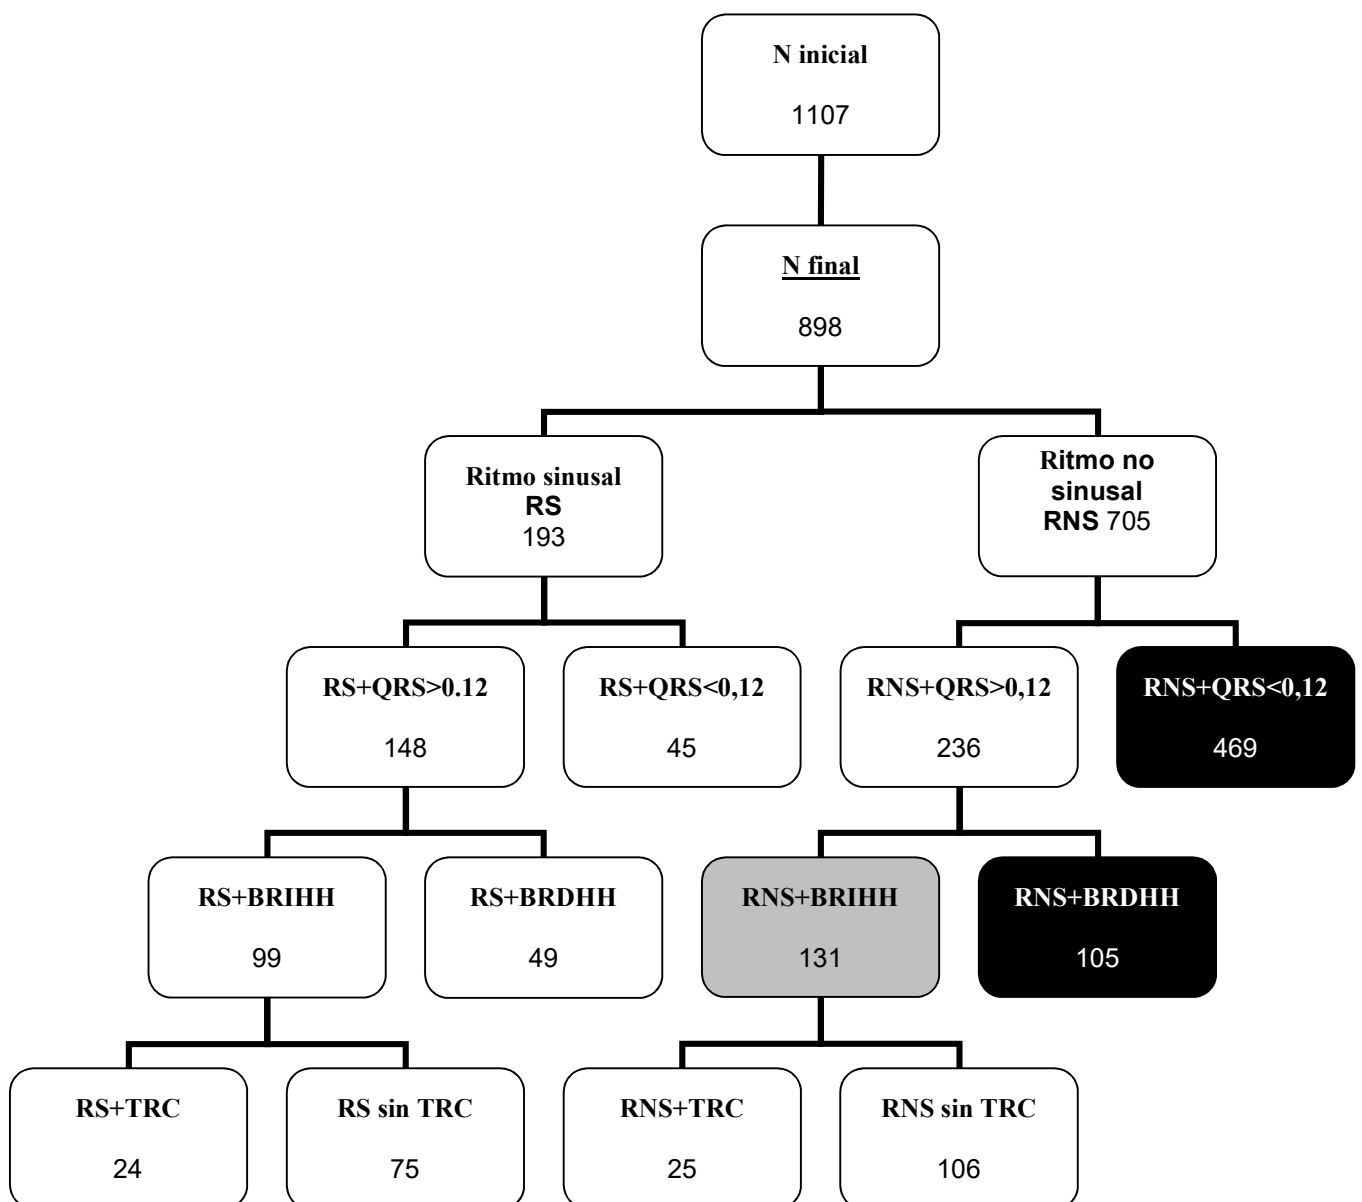 N inicial
1107
N final
898
Ritmo sinusal
RS
193
Ritmo no
sinusal
RNS 705
RS+QRS>0.12
148
RS+QRS<0,12
45
RNS+QRS>0,12
236
RNS+QRS<0,12
469
RS+BRIHH
99
RS+BRDHH
49
RNS+BRIHH
131
RNS+BRDHH
105
RS+TRC
24
RS sin TRC
75
RNS+TRC
25
RNS sin TRC
106